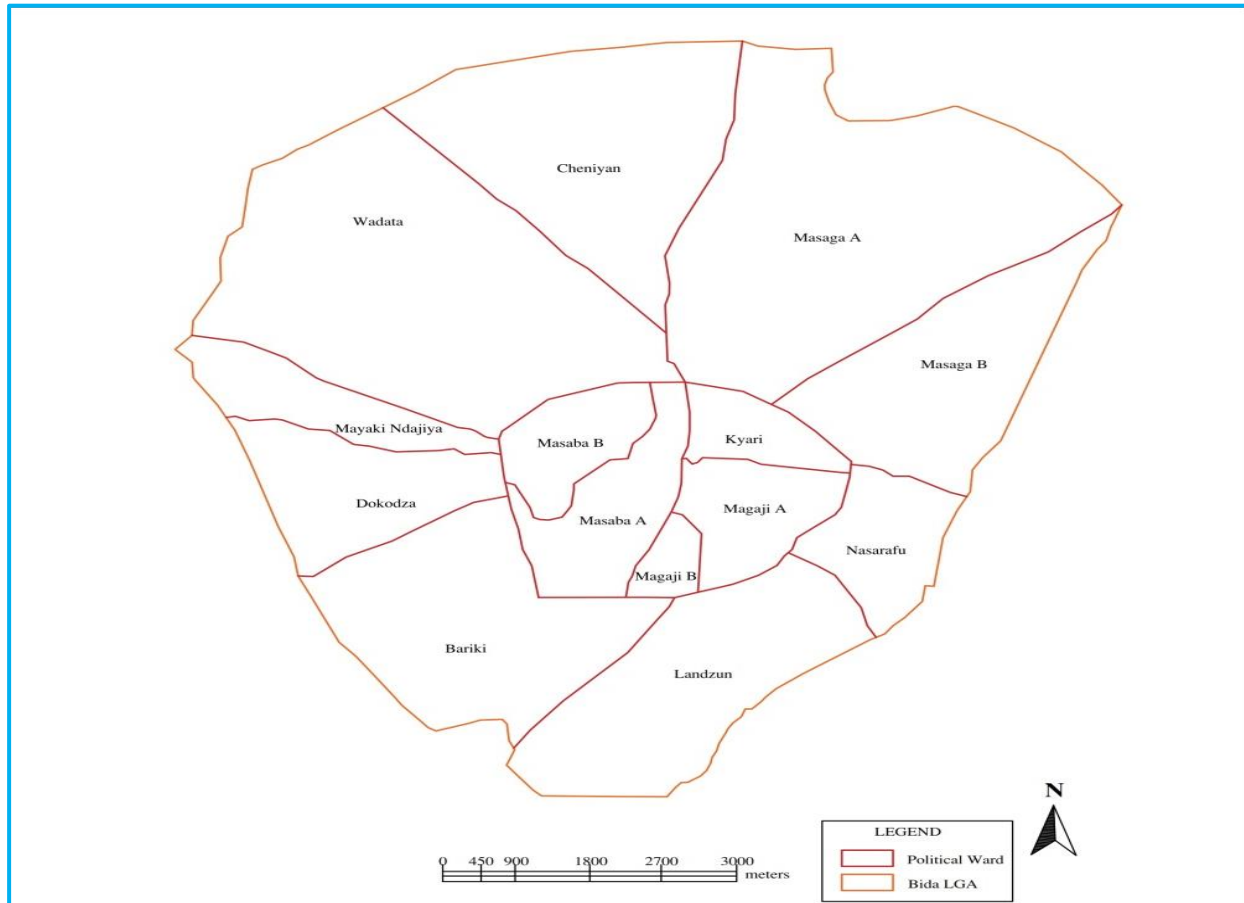 Cheniyan
Wadata
Masaga A
Masaga B
Mayaki Ndajiya
Masaba B
Kyari
Dokodza
Masaba A
Magaji A
Nasarafu
Magaji B
Bariki
Landzun
N
LEGEND
Political Ward
Bida LGA
0 450 900 1800 2700 3000
meters